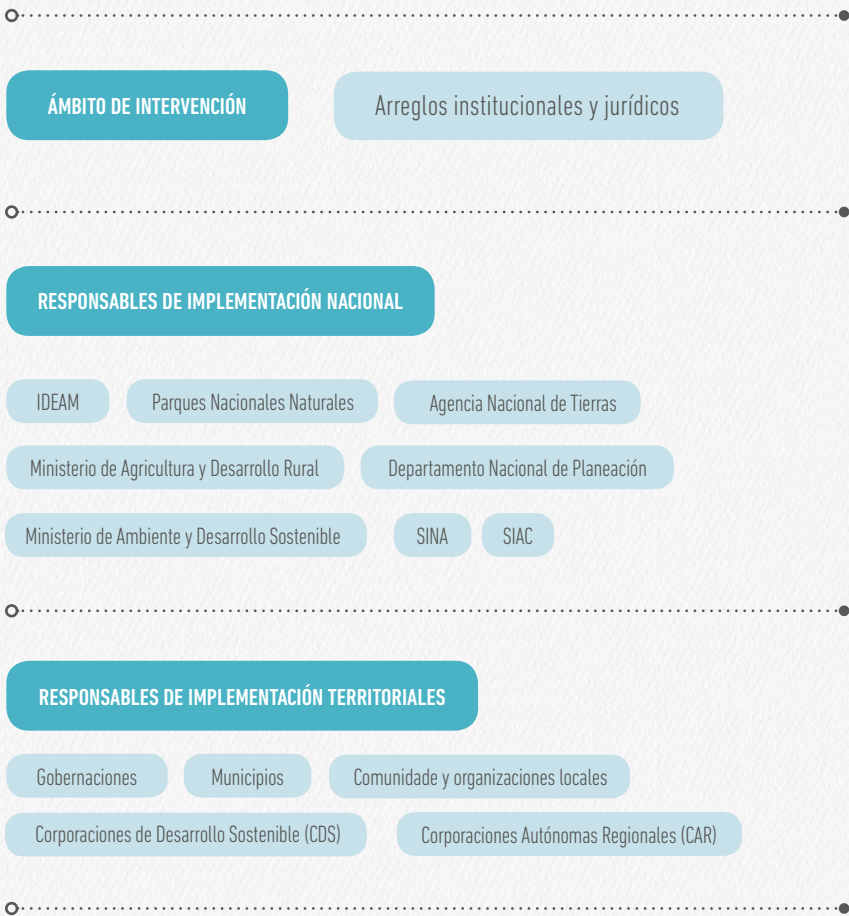 ÁMBITO DE INTERVENCIÓN
Arreglos institucionales y jurídicos
RESPONSABLES DE IMPLEMENTACIÓN NACIONAL
IDEAM
Parques Nacionales Naturales
Agencia Nacional de Tierras
Ministerio de Agricultura y Desarrollo Rural
Departamento Nacional de Planeación
Ministerio de Ambiente y Desarrollo Sostenible
SINA
SIAC
RESPONSABLES DE IMPLEMENTACIÓN TERRITORIALES
Gobernaciones
Municipios
Comunidade y organizaciones locales
Corporaciones de Desarrollo Sostenible (CDS)
Corporaciones Autónomas Regionales (CAR)